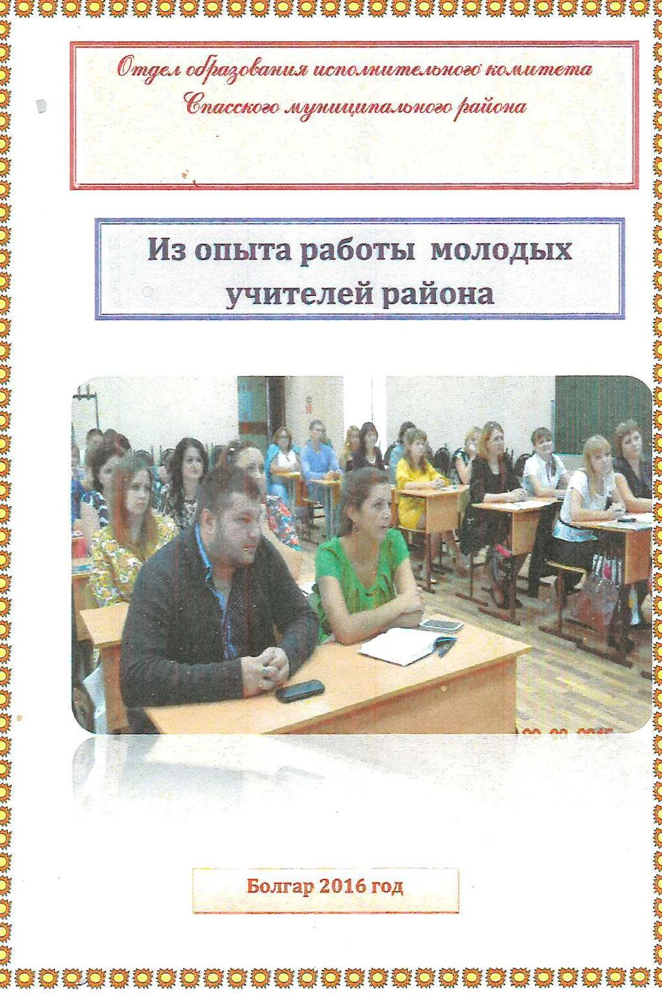 Отдел образования исполнительного комитета
Спасского муниципального района
Из опыта работы молодых
учителей района
Болгар 2016 год